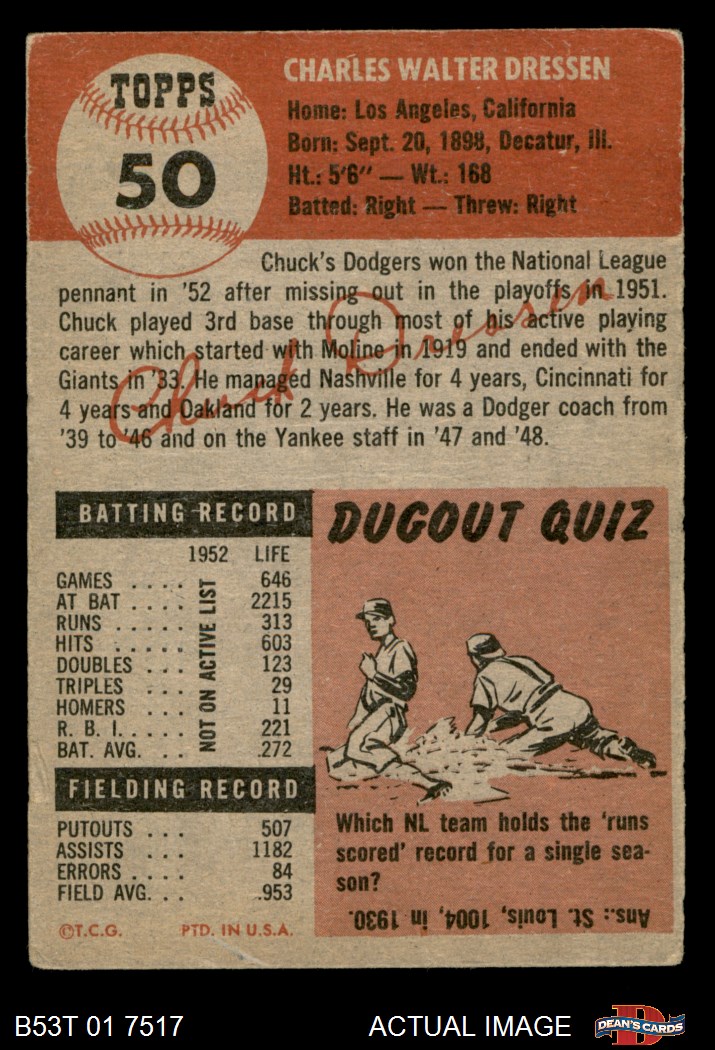 TOPPS
50
CHARLES WALTER DRESSEN
Home: Los Angeles, California
Born: Sept. 20, 1898, Decatur, Ill.
Ht.: 5'6" — Wt.: 168
Batted: Right — Threw: Right
Chuck's Dodgers won the National League
pennant in '52 after missing out in the playoffs in 1951.
Chuck played 3rd base through most of his active playing
career which started with Moline in 1919 and ended with the
Giants in '33. He managed Nashville for 4 years, Cincinnati for
4 years and Oakland for 2 years. He was a Dodger coach from
'39 to '46 and on the Yankee staff in '47 and '48.
Chuck Dressen
BATTING RECORD
1952 LIFE
GAMES .... 646
AT BAT .... 2215
RUNS ..... 313
HITS ..... 603
DOUBLES ... 123
TRIPLES ... 29
HOMERS ... 11
R. B. I..... 221
BAT. AVG. ... .272
NOT ON ACTIVE LIST
FIELDING RECORD
PUTOUTS ... 507
ASSISTS ... 1182
ERRORS .... 84
FIELD AVG. .. .953
©T.C.G. PTD. IN U.S.A.
DUGOUT QUIZ
Which NL team holds the 'runs
scored' record for a single sea-
son?
Ans.: St. Louis, 1004, in 1930.
B53T 01 7517
ACTUAL IMAGE
D
DEAN'S CARDS